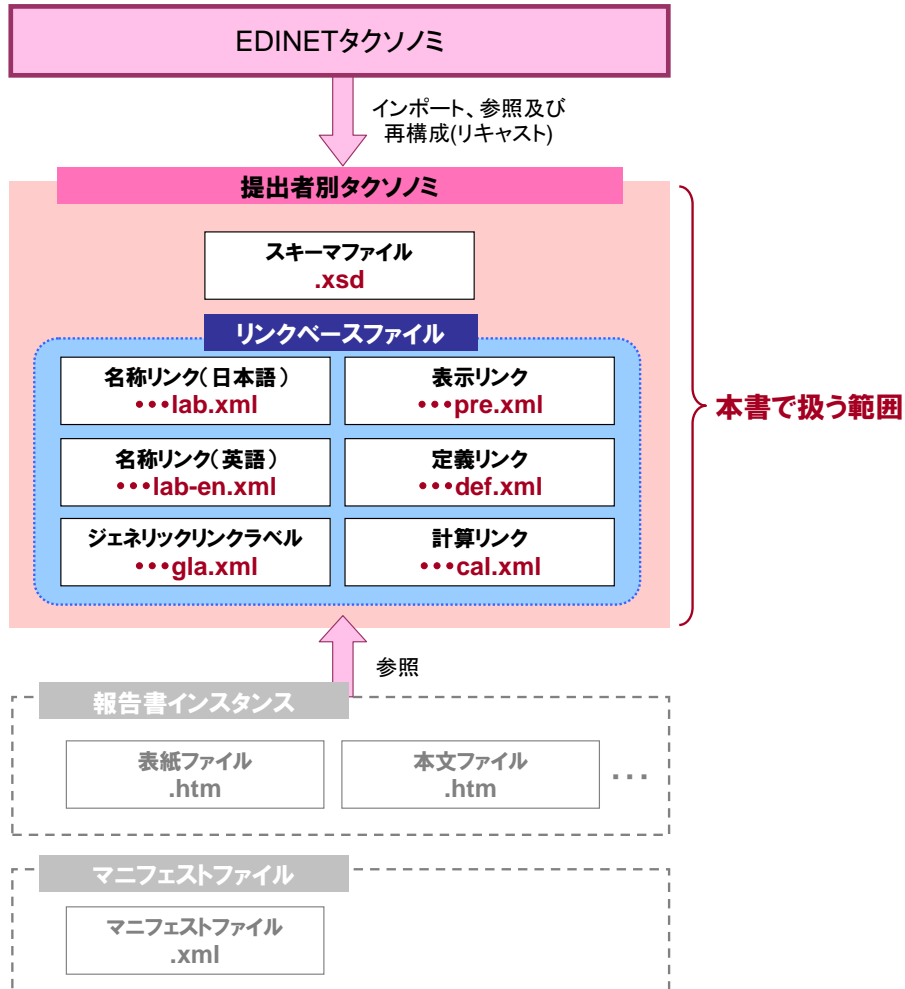 EDINETタクソノミ
インポート、参照及び
再構成(リキャスト)
提出者別タクソノミ
スキーマファイル
.xsd
リンクベースファイル
名称リンク（日本語）
•••lab.xml
表示リンク
•••pre.xml
名称リンク（英語）
•••lab-en.xml
定義リンク
•••def.xml
ジェネリックリンクラベル
•••gla.xml
計算リンク
•••cal.xml
本書で扱う範囲
参照
報告書インスタンス
表紙ファイル
.htm
本文ファイル
.htm
...
マニフェストファイル
マニフェストファイル
.xml